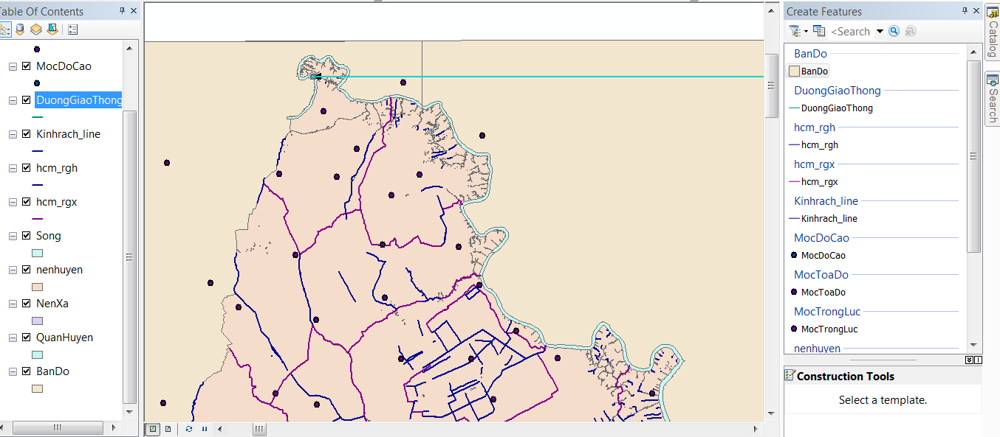 Table Of Contents
MocDoCao
DuongGiaoThong
Kinhrach_line
hcm_rgh
hcm_rgx
Song
nenhuyen
NenXa
QuanHuyen
BanDo
Create Features
<Search
BanDo
BanDo
DuongGiaoThong
DuongGiaoThong
hcm_rgh
hcm_rgh
hcm_rgx
hcm_rgx
Kinhrach_line
Kinhrach_line
MocDoCao
MocDoCao
MocToaDo
MocToaDo
MocTrongLuc
MocTrongLuc
nenhuyen
Construction Tools
Select a template.
Catalog
Search